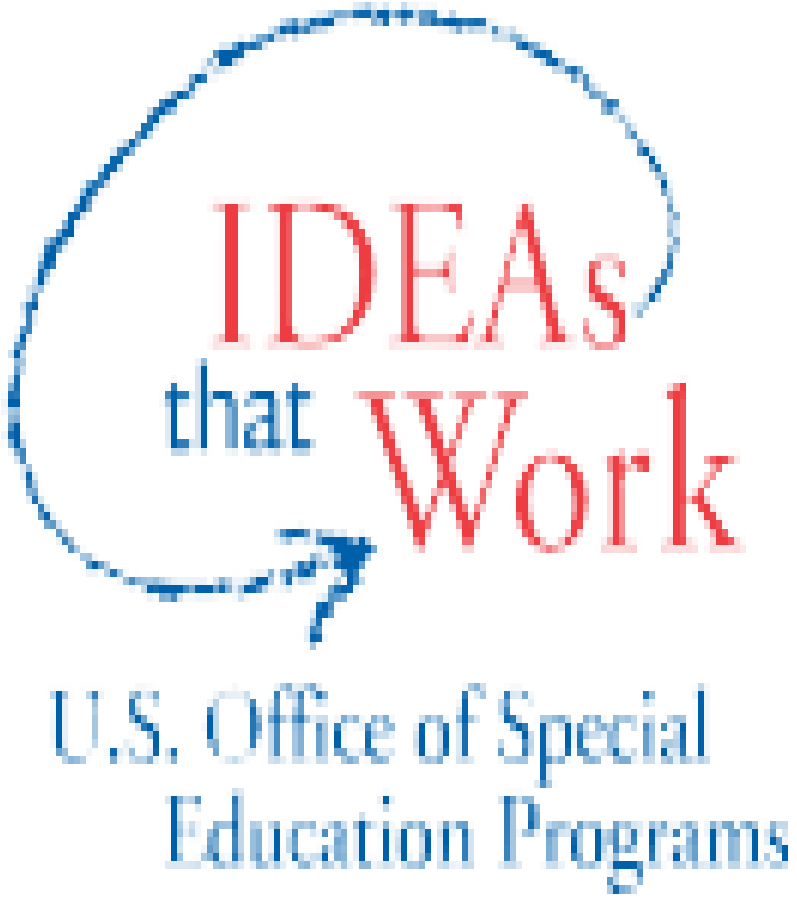 IDEAs
that Work
U.S. Office of Special
Education Programs